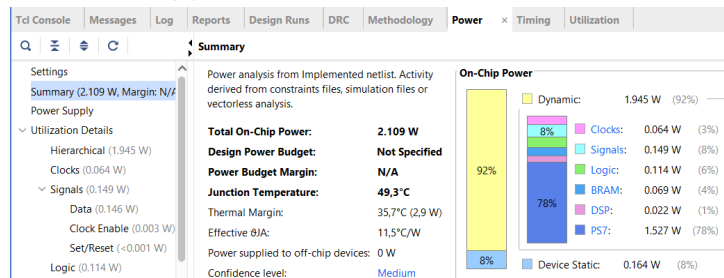 Tcl Console Messages Log Reports Design Runs DRC Methodology Power × Timing Utilization
Summary
Settings
Summary (2.109 W, Margin: N/A
Power Supply
Utilization Details
Hierarchical (1.945 W)
Clocks (0.064 W)
Signals (0.149 W)
Data (0.146 W)
Clock Enable (0.003 W)
Set/Reset (<0.001 W)
Logic (0.114 W)
Power analysis from Implemented netlist. Activity
derived from constraints files, simulation files or
vectorless analysis.
Total On-Chip Power: 2.109 W
Design Power Budget: Not Specified
Power Budget Margin: N/A
Junction Temperature: 49,3°C
Thermal Margin: 35,7°C (2,9 W)
Effective θJA: 11,5°C/W
Power supplied to off-chip devices: 0 W
Confidence level: Medium
On-Chip Power
92%
8%
Dynamic: 1.945 W (92%)
8%
78%
Clocks: 0.064 W (3%)
Signals: 0.149 W (8%)
Logic: 0.114 W (6%)
BRAM: 0.069 W (4%)
DSP: 0.022 W (1%)
PS7: 1.527 W (78%)
Device Static: 0.164 W (8%)